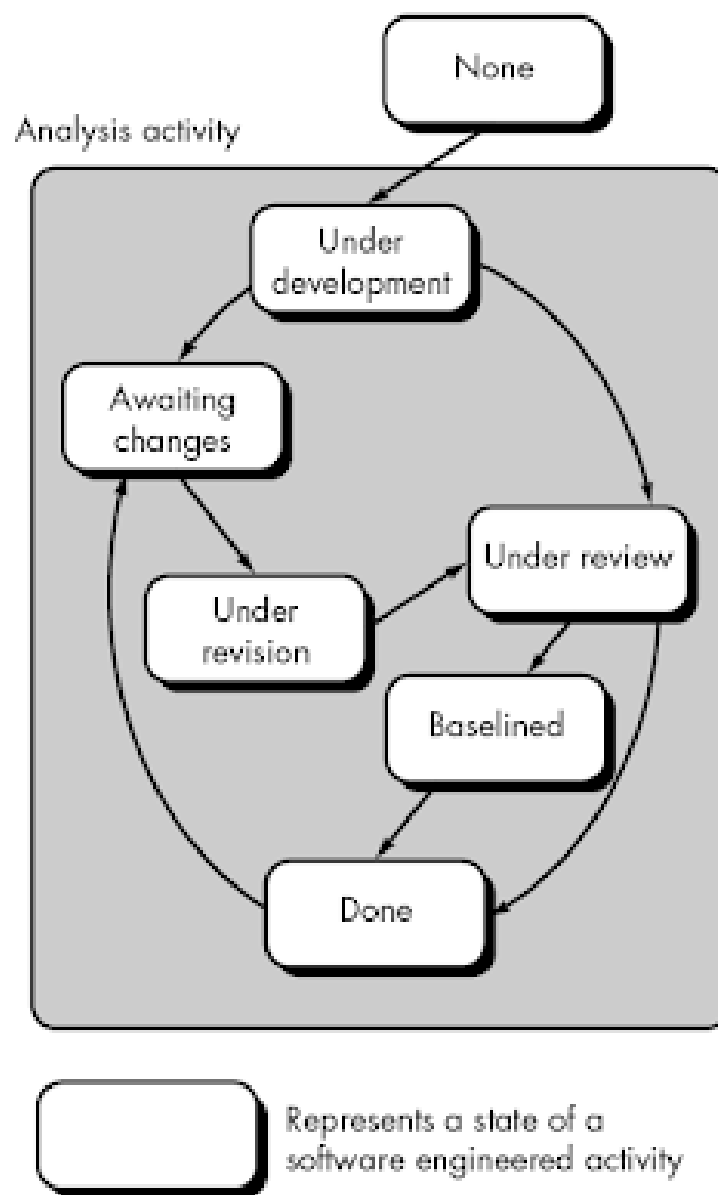 None
Analysis activity
Under
development
Awaiting
changes
Under review
Under
revision
Baselined
Done
Represents a state of a
software engineered activity